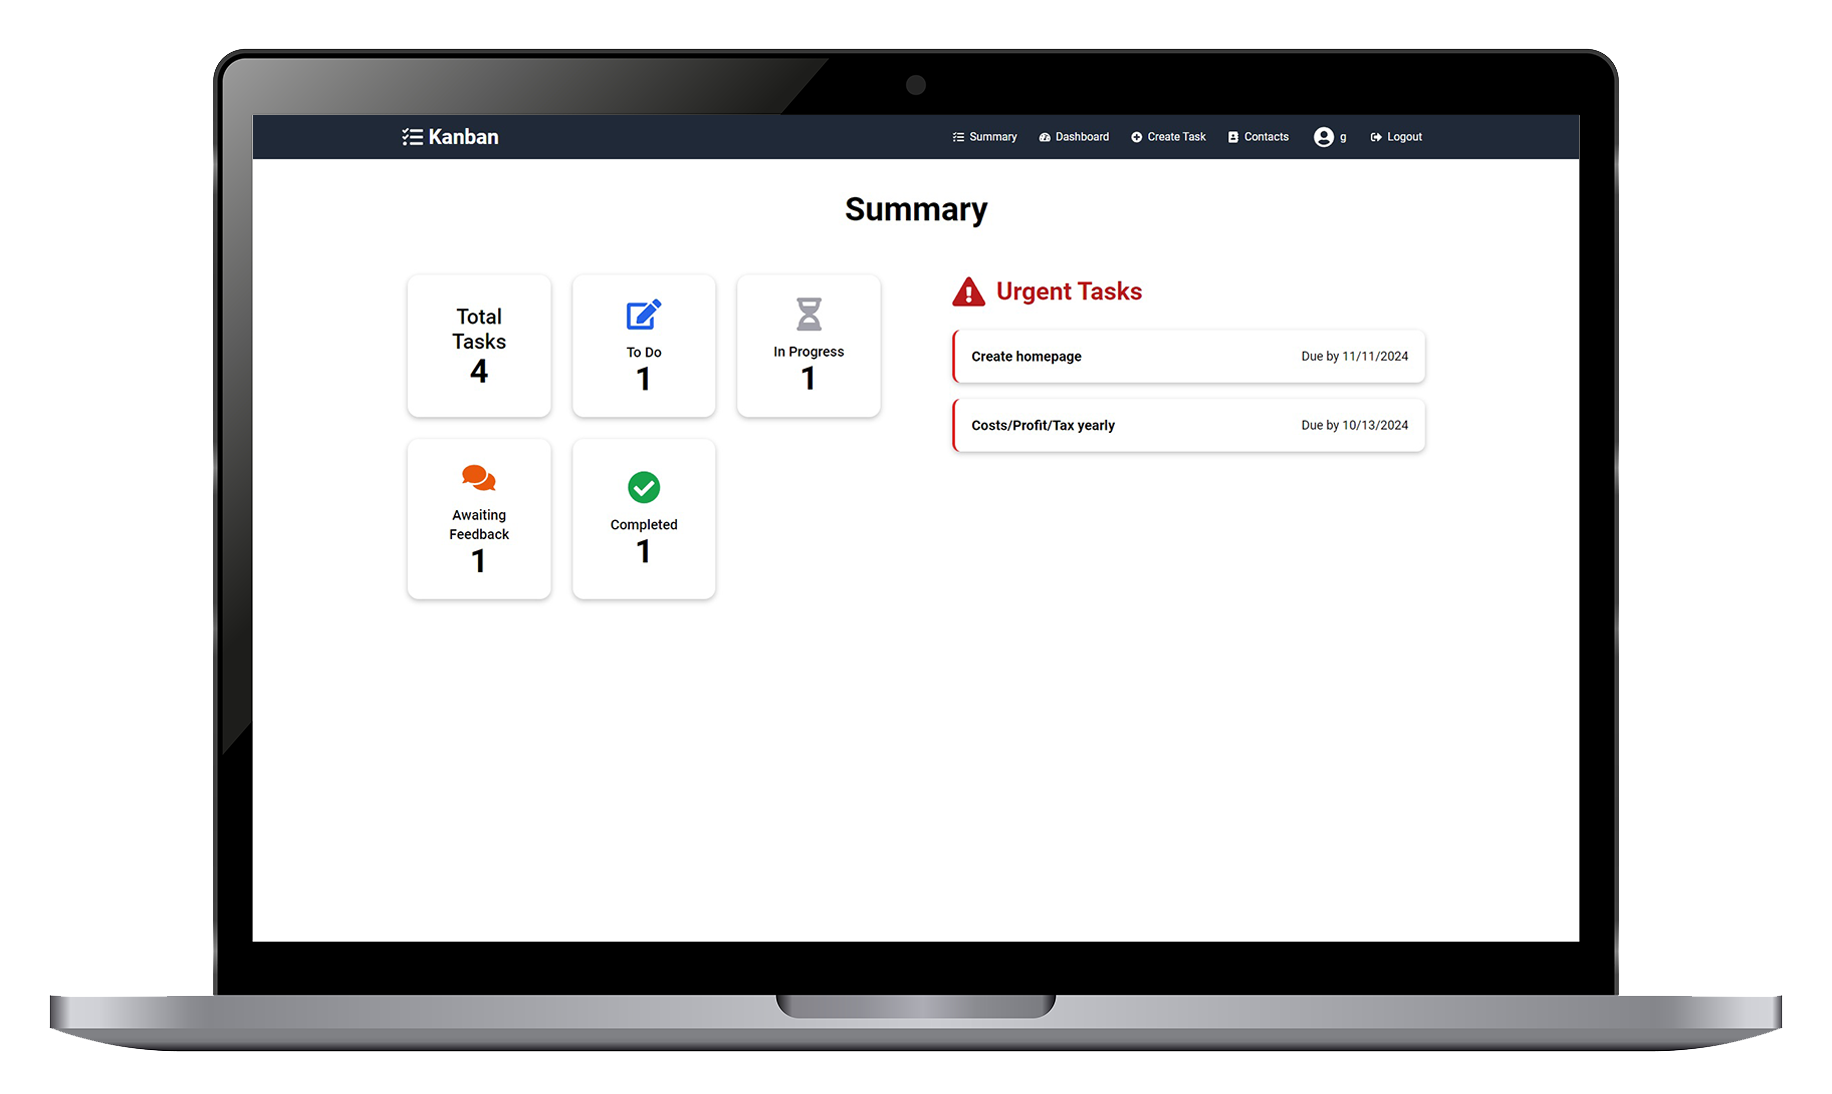 Kanban
Summary
Dashboard
Create Task
Contacts
g
Logout
Summary
Total
Tasks
4
To Do
1
In Progress
1
Awaiting
Feedback
1
Completed
1
Urgent Tasks
Create homepage
Due by 11/11/2024
Costs/Profit/Tax yearly
Due by 10/13/2024